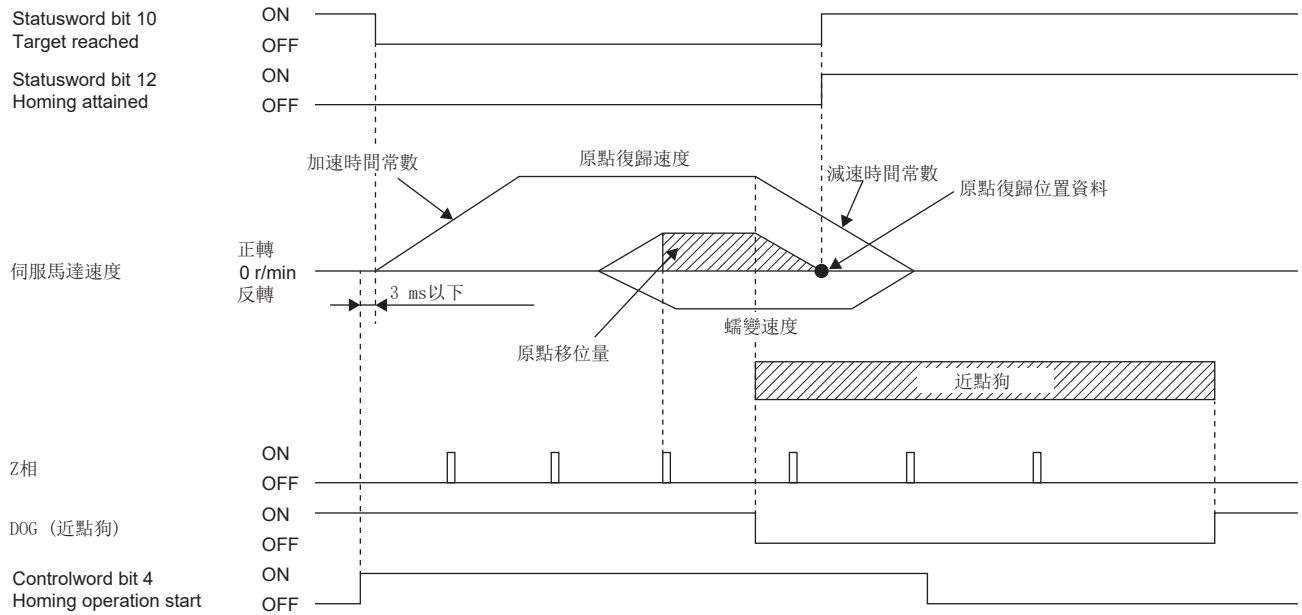 Statusword bit 10
Target reached
ON
OFF
Statusword bit 12
Homing attained
ON
OFF
加速時間常數
原點復歸速度
減速時間常數
原點復歸位置資料
伺服馬達速度
正轉
0 r/min
反轉
3 ms以下
蠕變速度
原點移位量
近點狗
Z相
ON
OFF
DOG (近點狗)
ON
OFF
Controlword bit 4
Homing operation start
ON
OFF